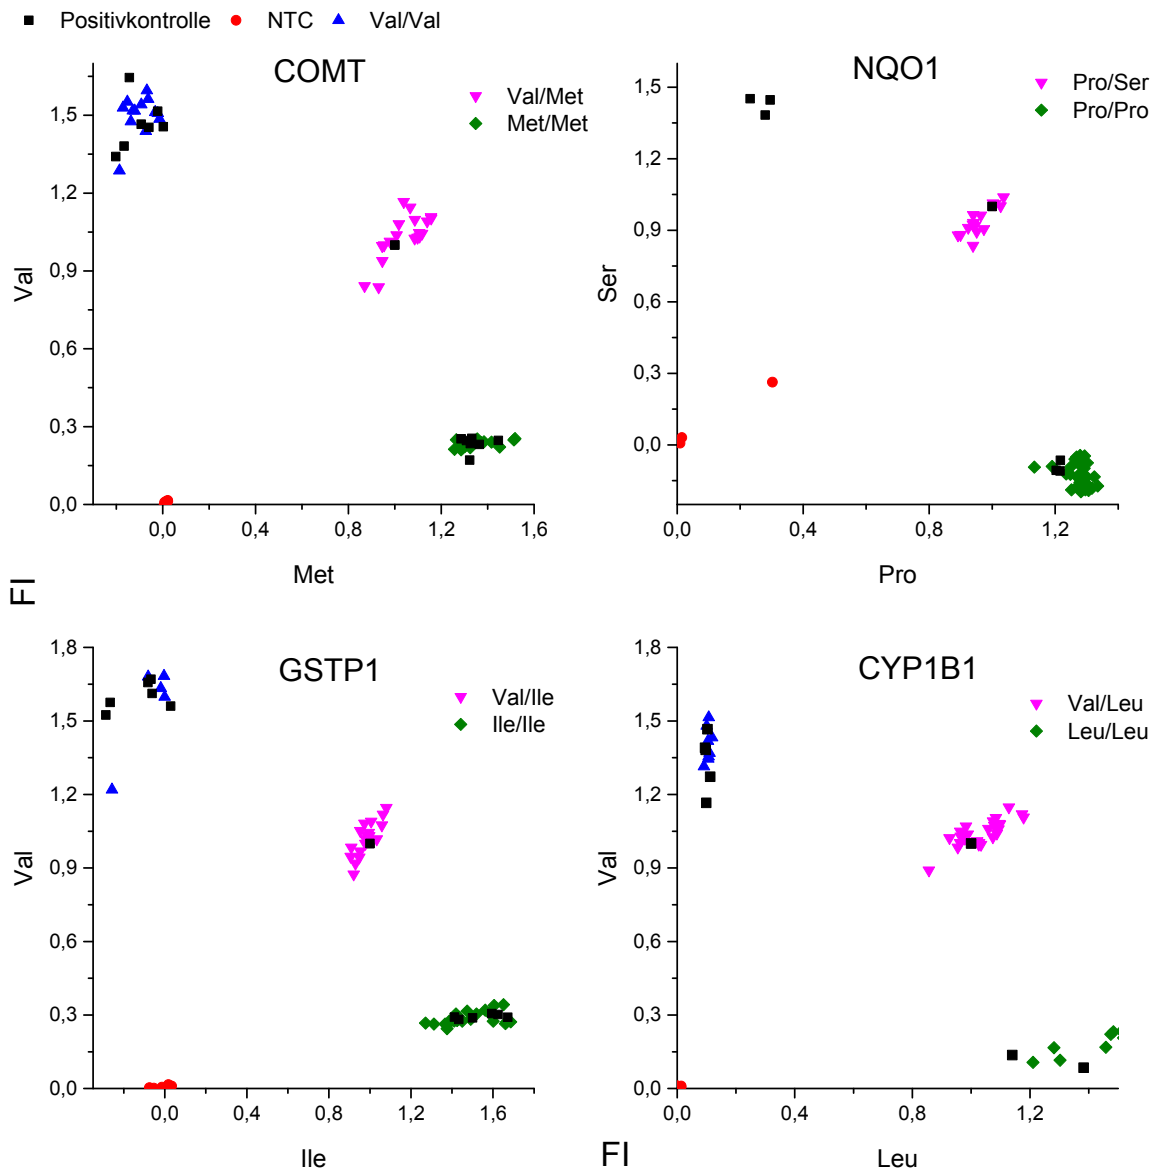 Positivkontrolle NTC Val/Val
COMT
Val/Met
Met/Met
1,5
1,2
0,9
0,6
0,3
0,0
Val
0,0 0,4 0,8 1,2 1,6
Met
NQO1
Pro/Ser
Pro/Pro
1,5
1,2
0,9
0,6
0,3
0,0
Ser
0,0 0,4 0,8 1,2
Pro
FI
GSTP1
Val/Ile
Ile/Ile
1,8
1,5
1,2
0,9
0,6
0,3
0,0
Val
0,0 0,4 0,8 1,2 1,6
Ile
CYP1B1
Val/Leu
Leu/Leu
1,8
1,5
1,2
0,9
0,6
0,3
0,0
Val
0,0 0,4 0,8 1,2
Leu
FI